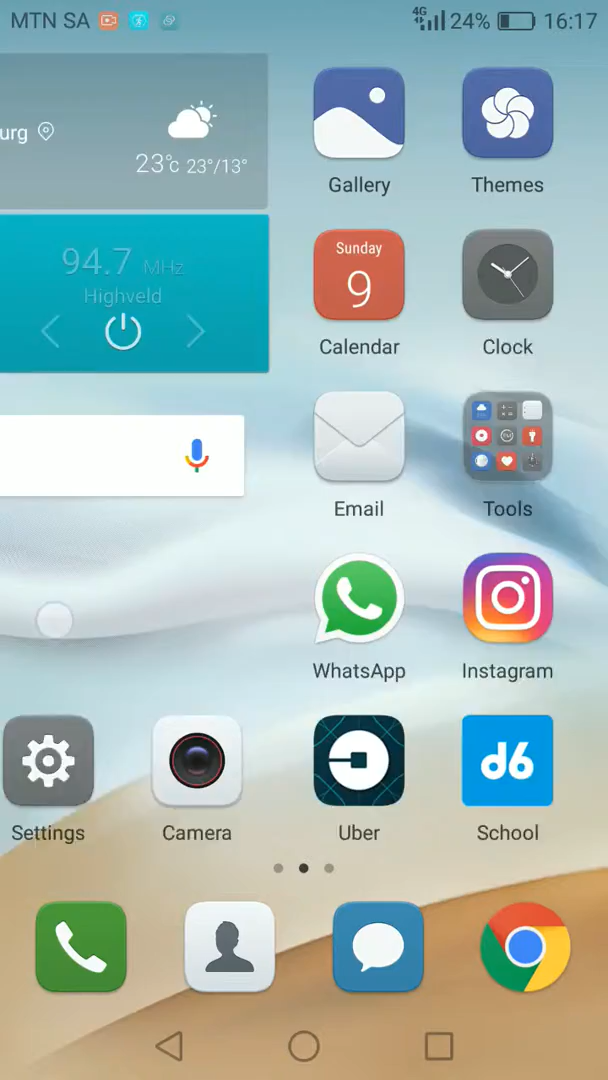 MTN SA 4G 24% 16:17
urg
23°c 23°/13°
94.7 MHz
Highveld
Gallery
Themes
Sunday
9
Calendar
Clock
Email
Tools
WhatsApp
Instagram
Settings
Camera
Uber
d6
School